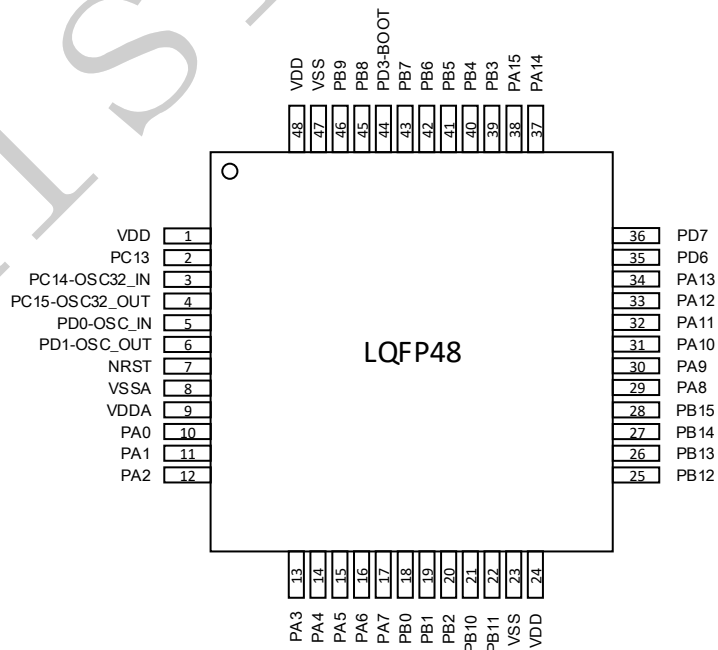 VDD
VSS
PB9
PB8
PD3-BOOT
PB7
PB6
PB5
PB4
PB3
PA15
PA14
48
47
46
45
44
43
42
41
40
39
38
37
VDD 1
PC13 2
PC14-OSC32_IN 3
PC15-OSC32_OUT 4
PD0-OSC_IN 5
PD1-OSC_OUT 6
NRST 7
VSSA 8
VDDA 9
PA0 10
PA1 11
PA2 12
LQFP48
36 PD7
35 PD6
34 PA13
33 PA12
32 PA11
31 PA10
30 PA9
29 PA8
28 PB15
27 PB14
26 PB13
25 PB12
13
14
15
16
17
18
19
20
21
22
23
24
PA3
PA4
PA5
PA6
PA7
PB0
PB1
PB2
PB10
PB11
VSS
VDD